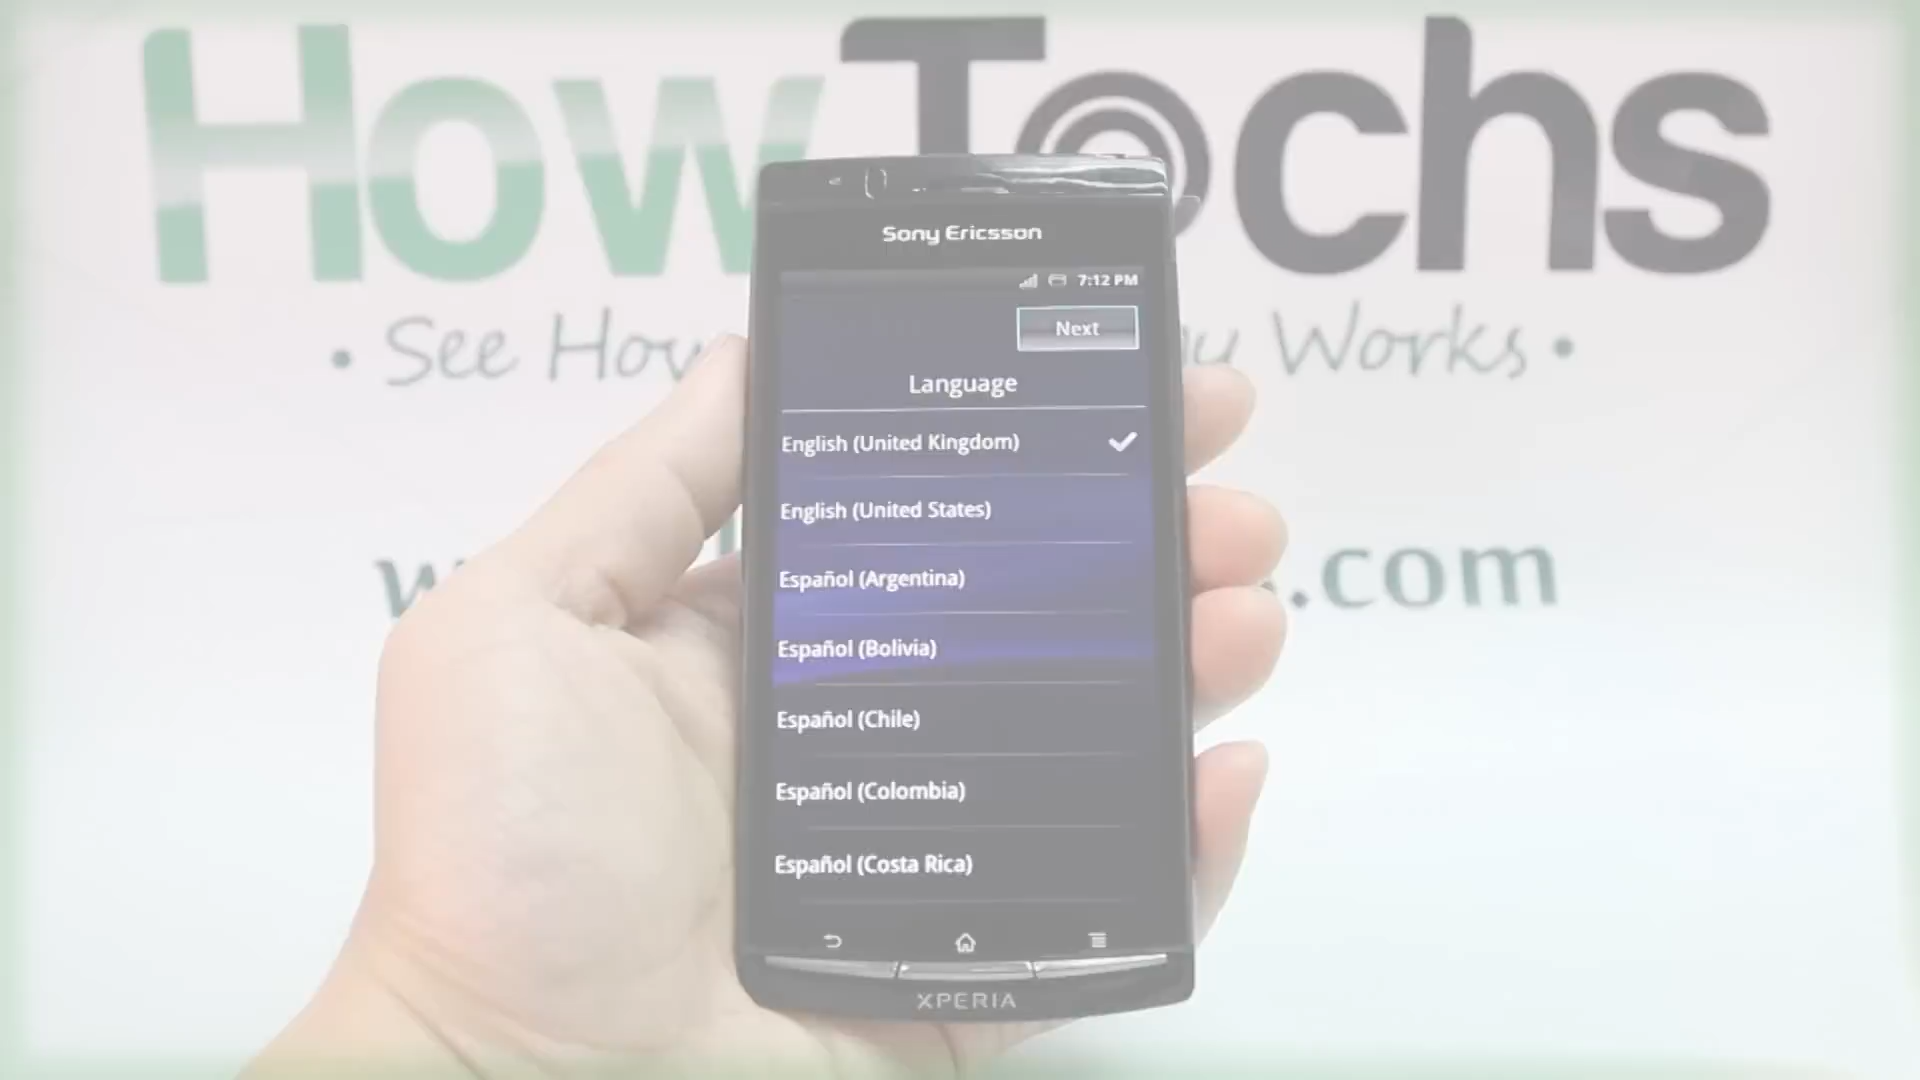 HowTechs
• See How
Works •
.com
Sony Ericsson
7:12 PM
Next
Language
English (United Kingdom)
English (United States)
Español (Argentina)
Español (Bolivia)
Español (Chile)
Español (Colombia)
Español (Costa Rica)
XPERIA